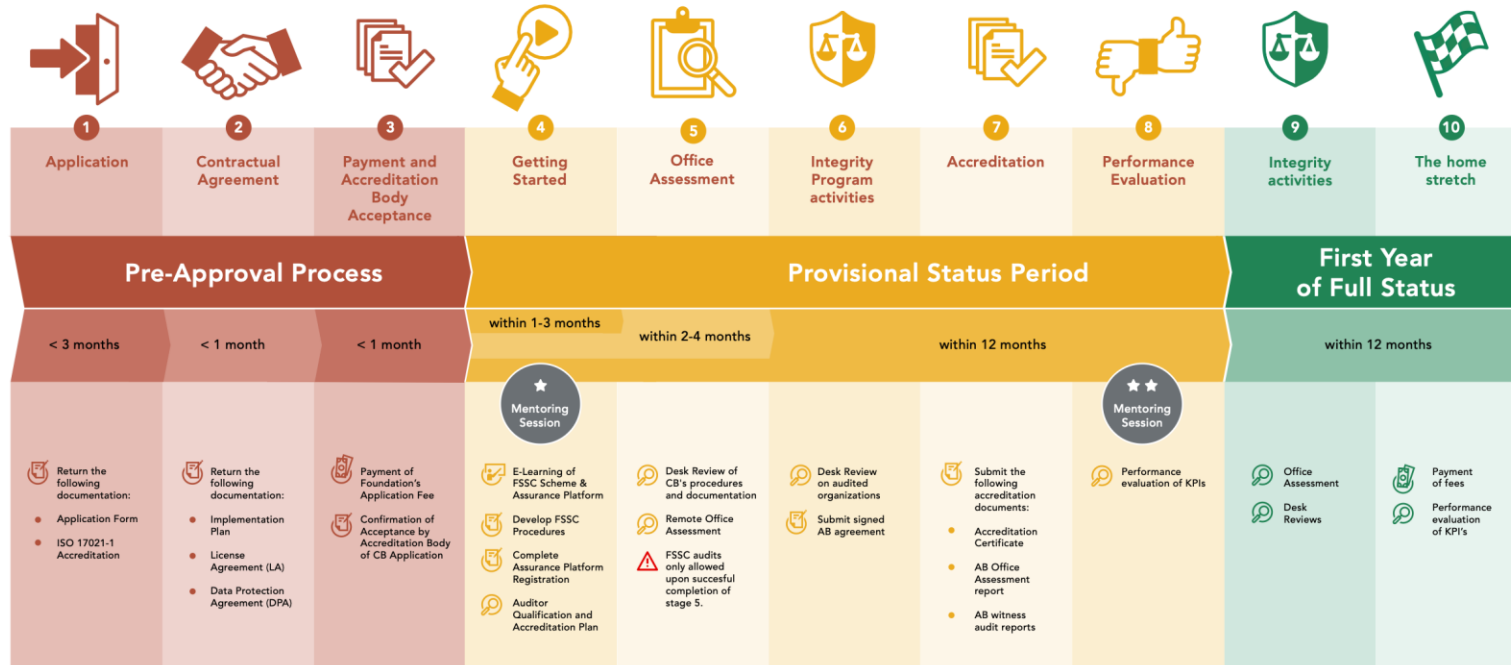 1
Application
2
Contractual
Agreement
3
Payment and
Accreditation
Body
Acceptance
4
Getting
Started
5
Office
Assessment
6
Integrity
Program
activities
7
Accreditation
8
Performance
Evaluation
9
Integrity
activities
10
The home
stretch
Pre-Approval Process
Provisional Status Period
First Year
of Full Status
< 3 months
< 1 month
< 1 month
within 1-3 months
within 2-4 months
within 12 months
within 12 months
Mentoring
Session
Mentoring
Session
Return the
following
documentation:
Application Form
ISO 17021-1
Accreditation
Return the
following
documentation:
Implementation
Plan
License
Agreement (LA)
Data Protection
Agreement (DPA)
Payment of
Foundation's
Application Fee
Confirmation of
Acceptance by
Accreditation Body
of CB Application
E-Learning of
FSSC Scheme &
Assurance Platform
Develop FSSC
Procedures
Complete
Assurance Platform
Registration
Auditor
Qualification and
Accreditation Plan
Desk Review of
CB's procedures
and documentation
Remote Office
Assessment
FSSC audits
only allowed
upon succesful
completion of
stage 5.
Desk Review
on audited
organizations
Submit signed
AB agreement
Submit the
following
accreditation
documents:
Accreditation
Certificate
AB Office
Assessment
report
AB witness
audit reports
Performance
evaluation of KPIs
Office
Assessment
Desk
Reviews
Payment
of fees
Performance
evaluation
of KPI's